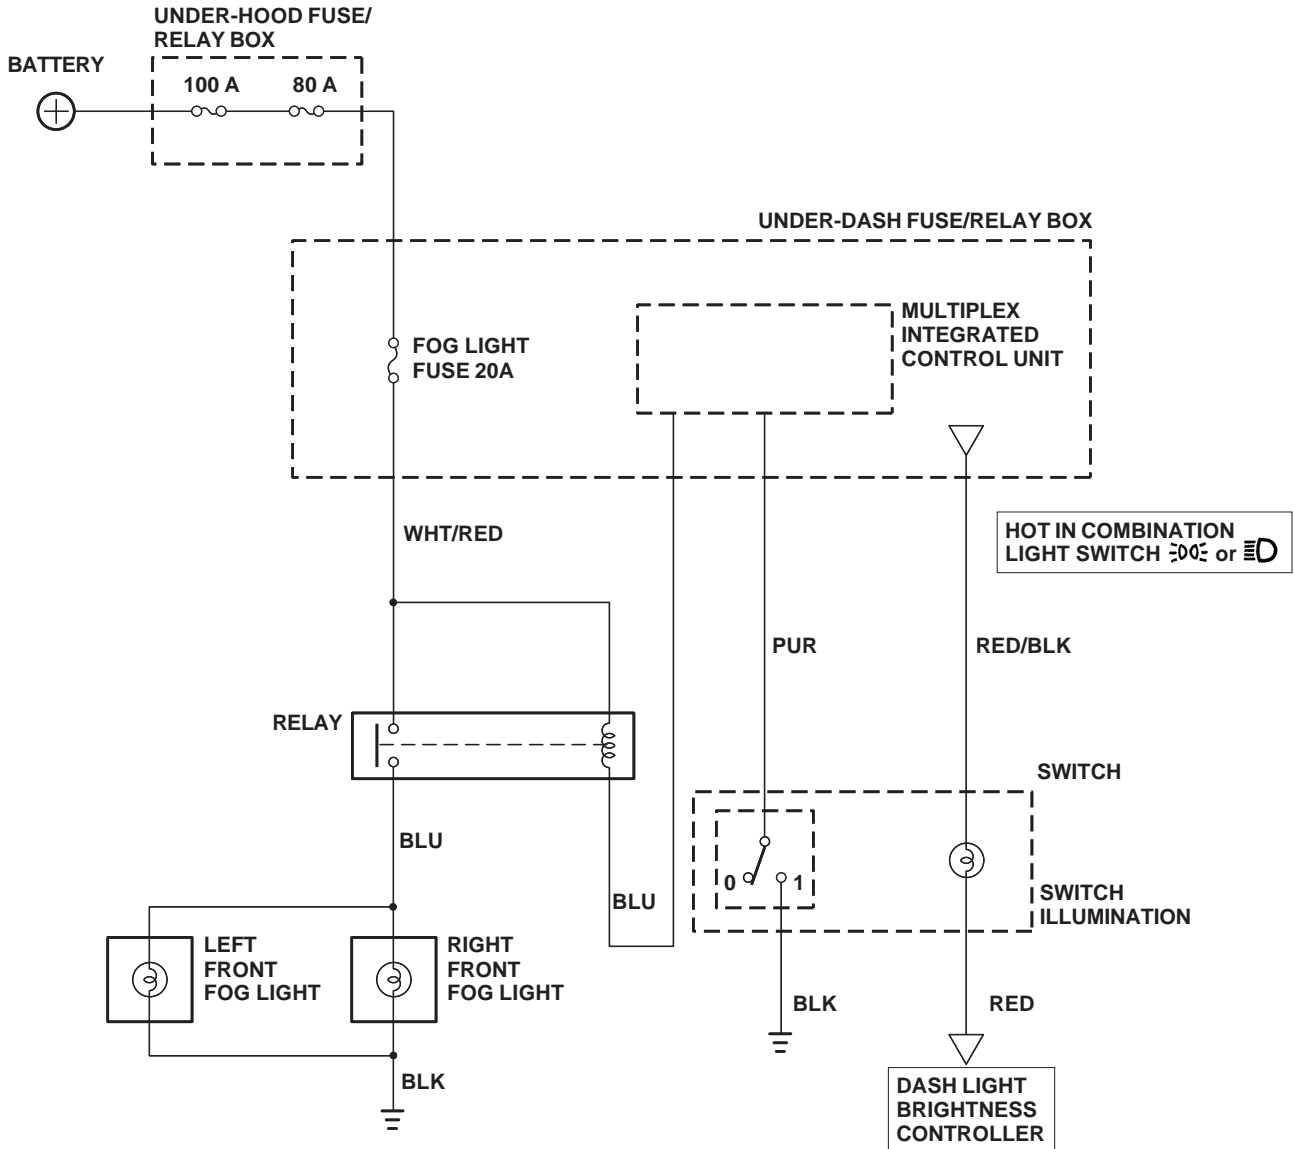 UNDER-HOOD FUSE/
RELAY BOX
BATTERY
100 A
80 A
UNDER-DASH FUSE/RELAY BOX
MULTIPLEX
INTEGRATED
CONTROL UNIT
FOG LIGHT
FUSE 20A
WHT/RED
HOT IN COMBINATION
LIGHT SWITCH or
PUR
RED/BLK
RELAY
SWITCH
BLU
0
1
BLU
SWITCH
ILLUMINATION
LEFT
FRONT
FOG LIGHT
RIGHT
FRONT
FOG LIGHT
BLK
RED
BLK
DASH LIGHT
BRIGHTNESS
CONTROLLER